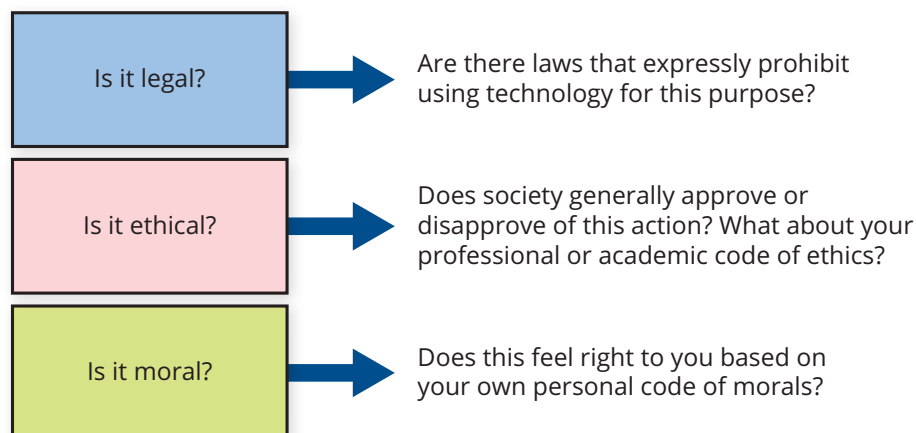 Is it legal?
Are there laws that expressly prohibit
using technology for this purpose?
Is it ethical?
Does society generally approve or
disapprove of this action? What about your
professional or academic code of ethics?
Is it moral?
Does this feel right to you based on
your own personal code of morals?